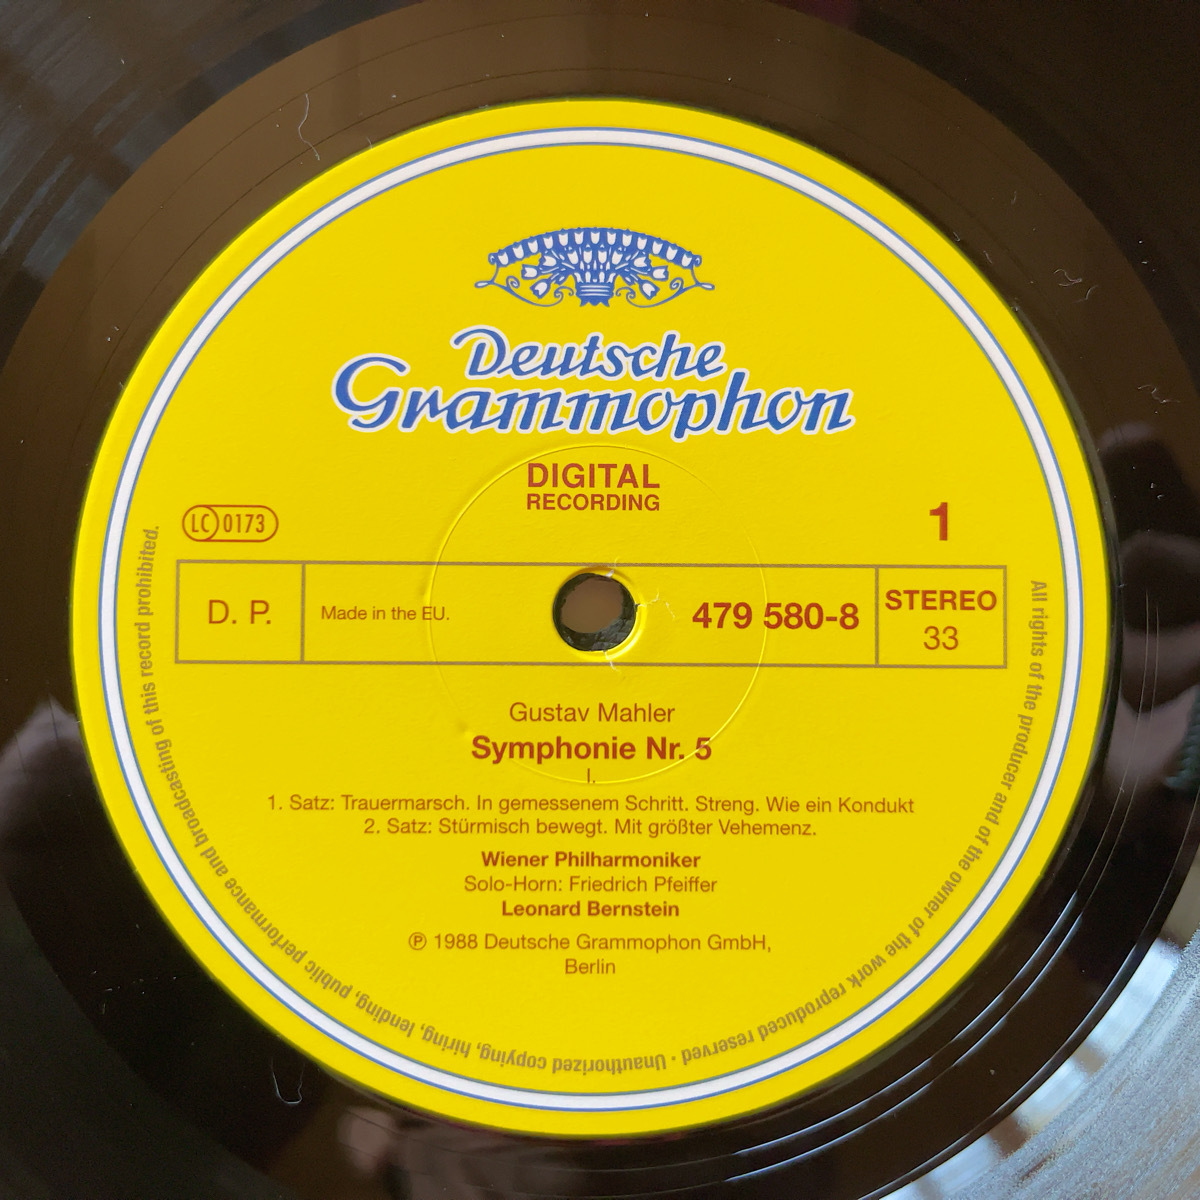 Deutsche
Grammophon
DIGITAL
RECORDING
LC 0173
1
D. P.
Made in the EU.
479 580-8
STEREO
33
Gustav Mahler
Symphonie Nr. 5
I.
1. Satz: Trauermarsch. In gemessenem Schritt. Streng. Wie ein Kondukt
2. Satz: Stürmisch bewegt. Mit größter Vehemenz.
Wiener Philharmoniker
Solo-Horn: Friedrich Pfeiffer
Leonard Bernstein
℗ 1988 Deutsche Grammophon GmbH,
Berlin
All rights of the producer and of the owner of the work reproduced reserved · Unauthorized copying, hiring, lending, public performance and broadcasting of this record prohibited.